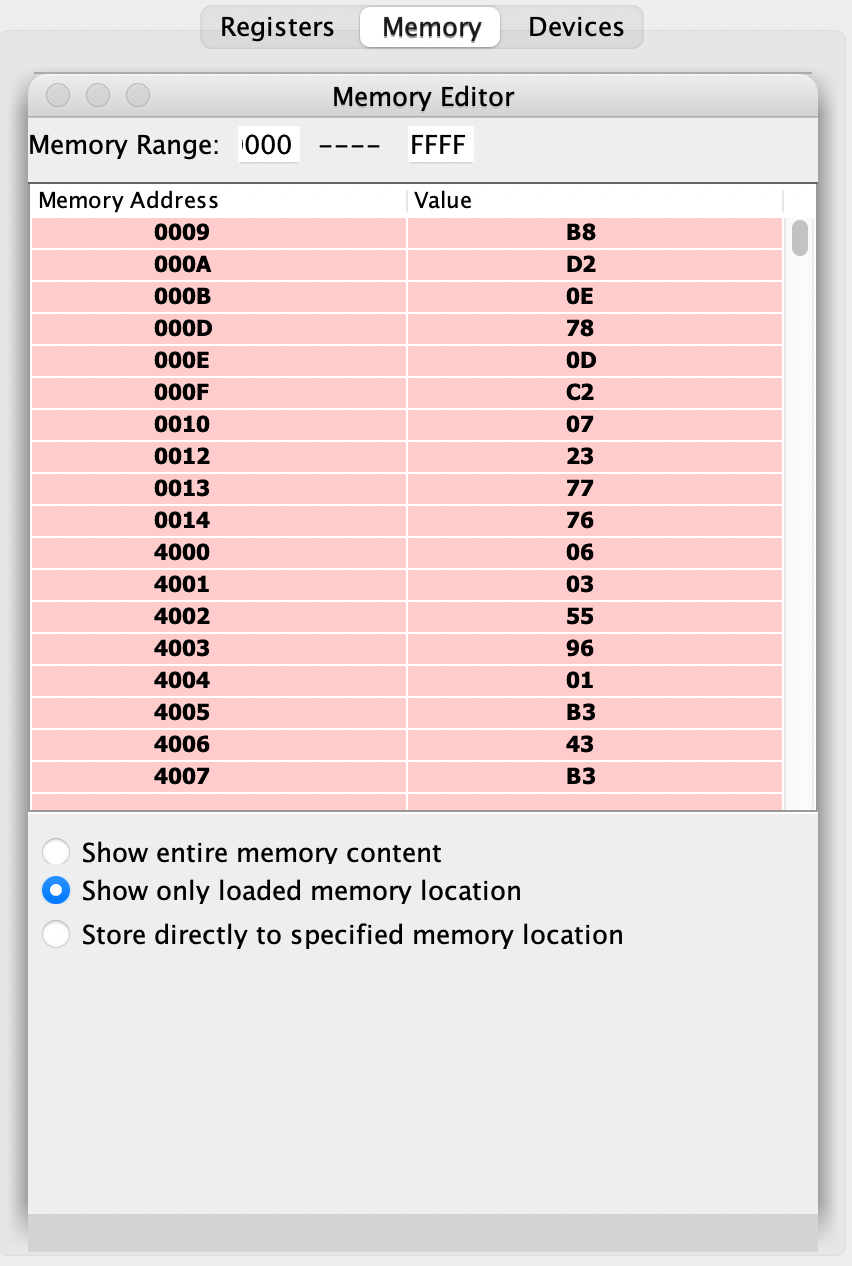 Registers Memory Devices
Memory Editor
Memory Range: 000 ---- FFFF
Memory Address Value
0009 B8
000A D2
000B 0E
000D 78
000E 0D
000F C2
0010 07
0012 23
0013 77
0014 76
4000 06
4001 03
4002 55
4003 96
4004 01
4005 B3
4006 43
4007 B3
Show entire memory content
Show only loaded memory location
Store directly to specified memory location